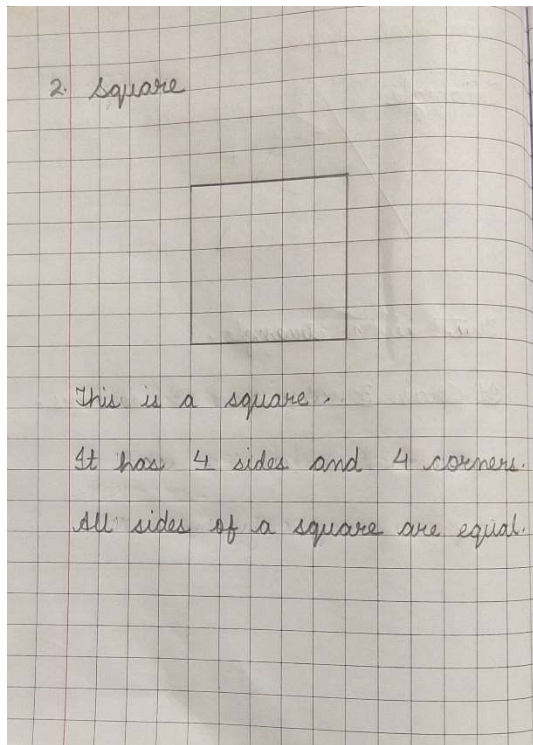 2. Square
This is a square.
It has 4 sides and 4 corners.
All sides of a square are equal.